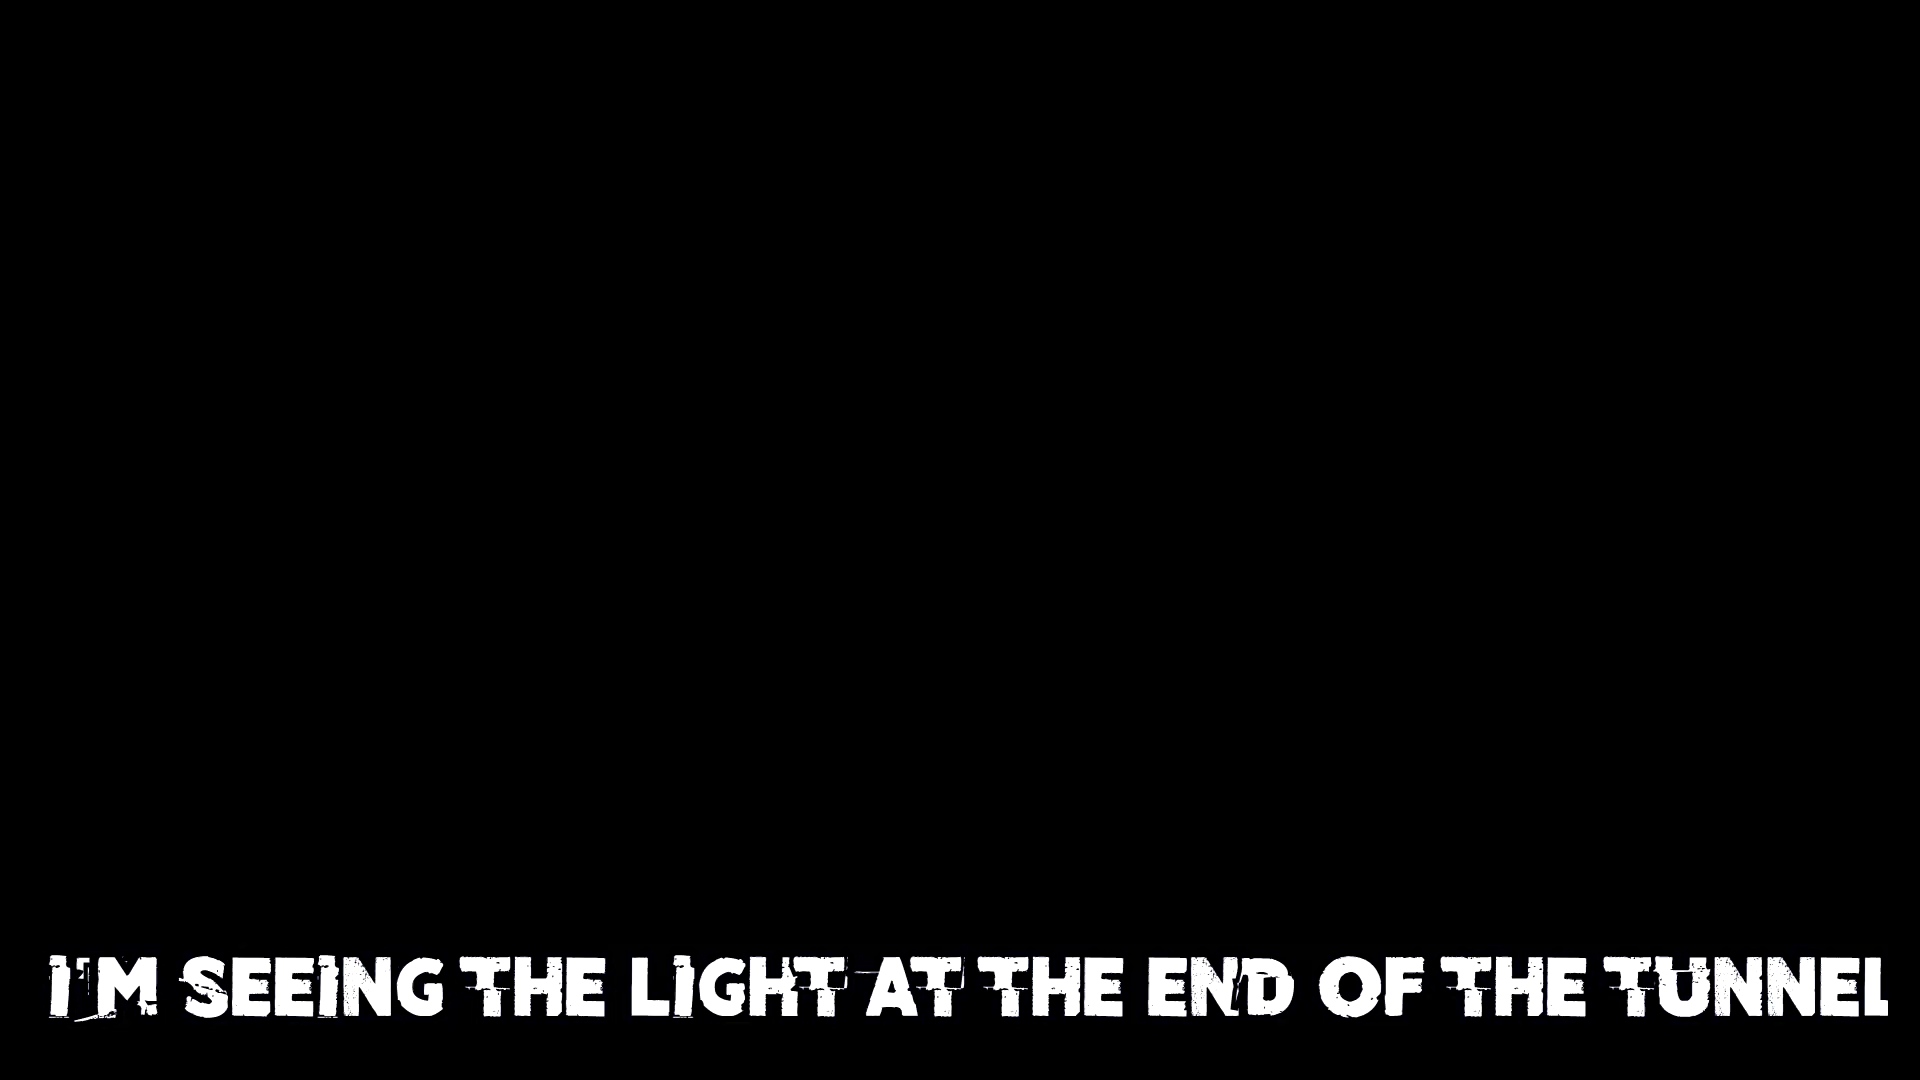 I'M SEEING THE LIGHT AT THE END OF THE TUNNEL